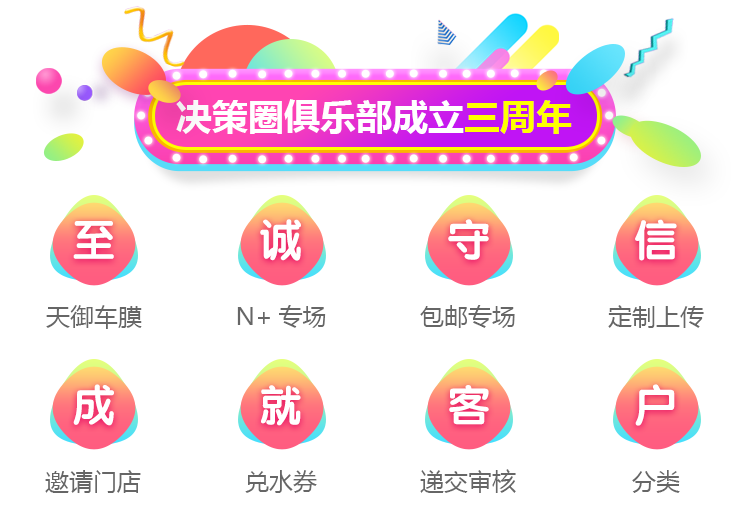 决策圈俱乐部成立三周年
至 诚 守 信
天御车膜 N+ 专场 包邮专场 定制上传
成 就 客 户
邀请门店 兑水券 递交审核 分类